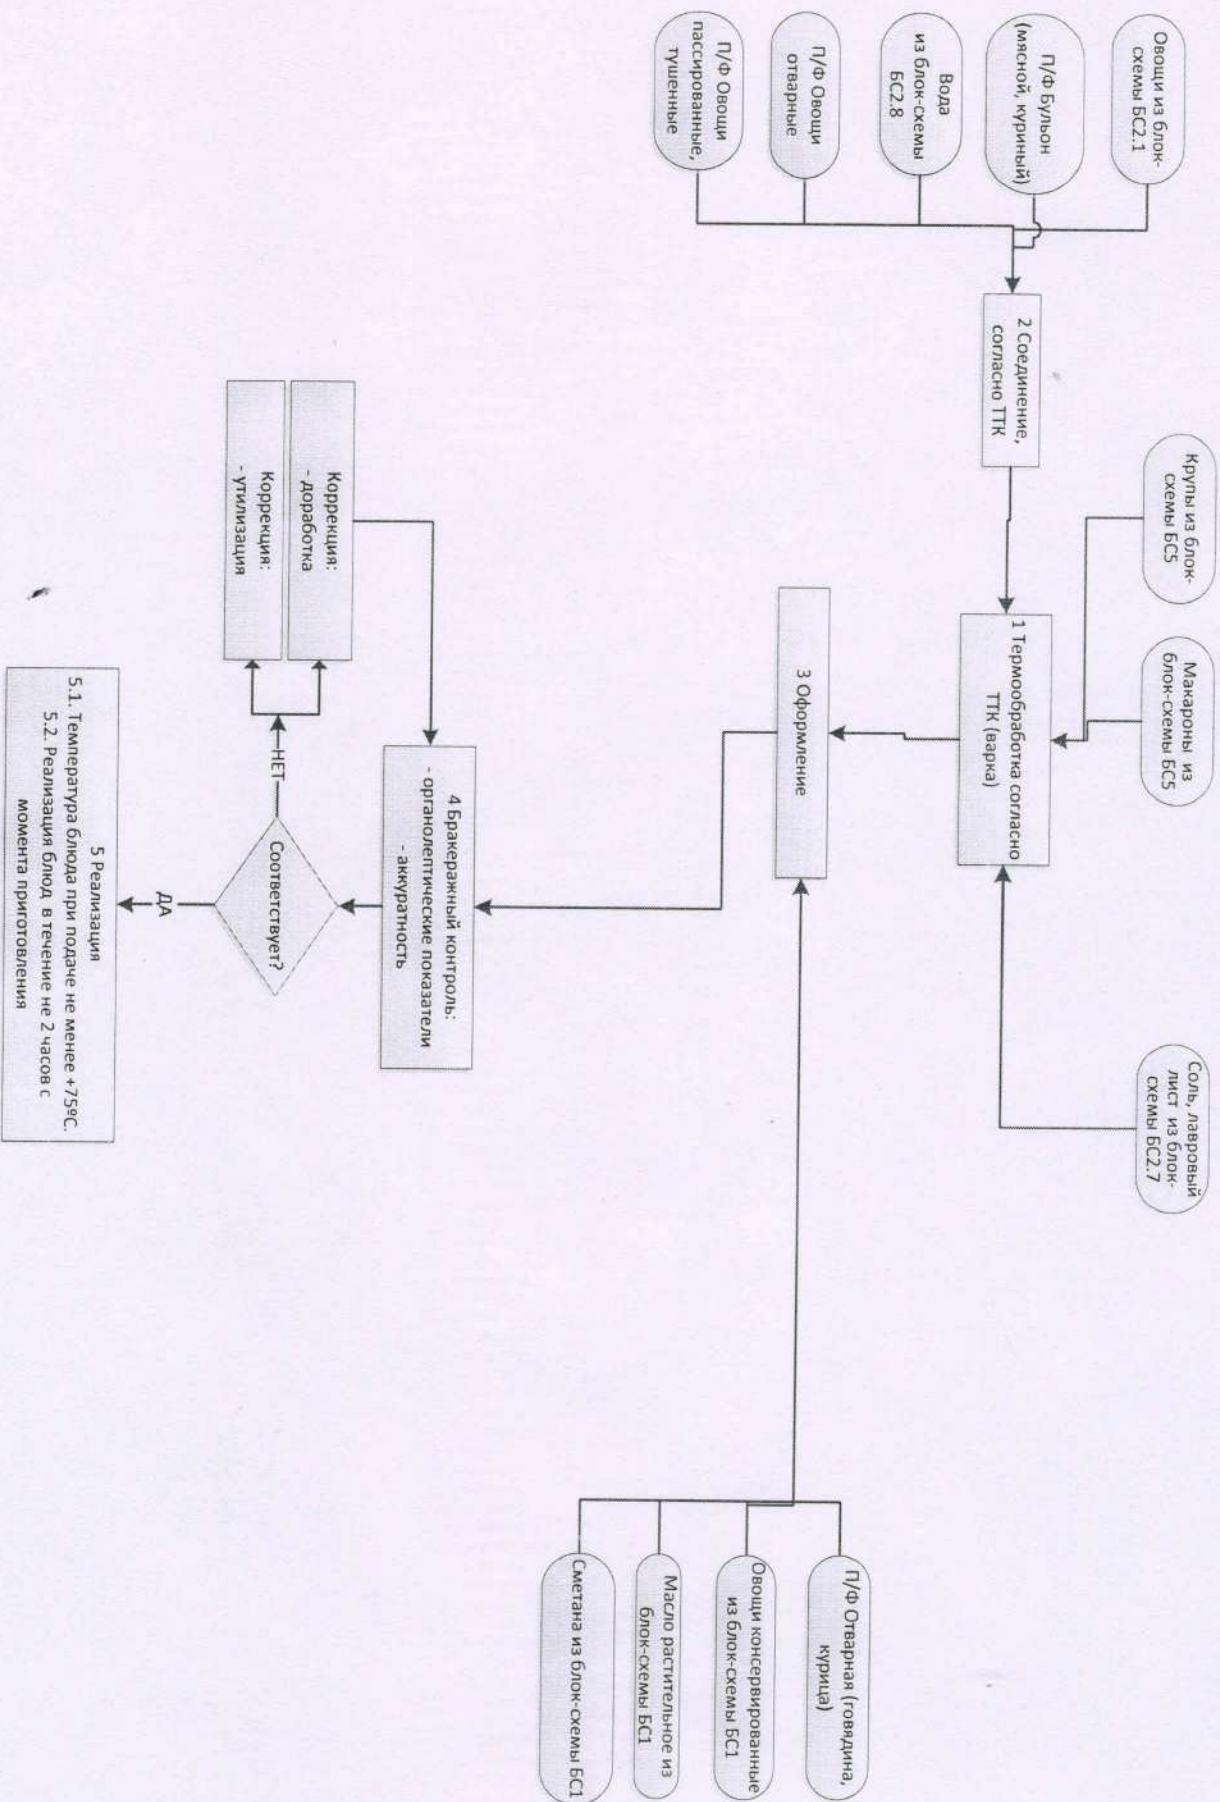 Овощи из блок-
схемы БС2.1
П/Ф Бульон
(мясной, куриный)
Вода
из блок-схемы
БС2.8
П/Ф Овощи
отварные
П/Ф Овощи
пассированные,
тушенные
2 Соединение,
согласно ТТК
Крупы из блок-
схемы БС5
Макароны из
блок-схемы БС5
Соль, лавровый
лист из блок-
схемы БС2.7
1 Термообработка согласно
ТТК (варка)
3 Оформление
П/Ф Отварная (говядина,
курица)
Овощи консервированные
из блок-схемы БС1
Масло растительное из
блок-схемы БС1
Сметана из блок-схемы БС1
4 Бракеражный контроль:
- органолептические показатели
- аккуратность
Коррекция:
- доработка
Коррекция:
- утилизация
НЕТ
Соответствует?
ДА
5 Реализация
5.1. Температура блюда при подаче не менее +75ºС.
5.2. Реализация блюд в течение не 2 часов с
момента приготовления